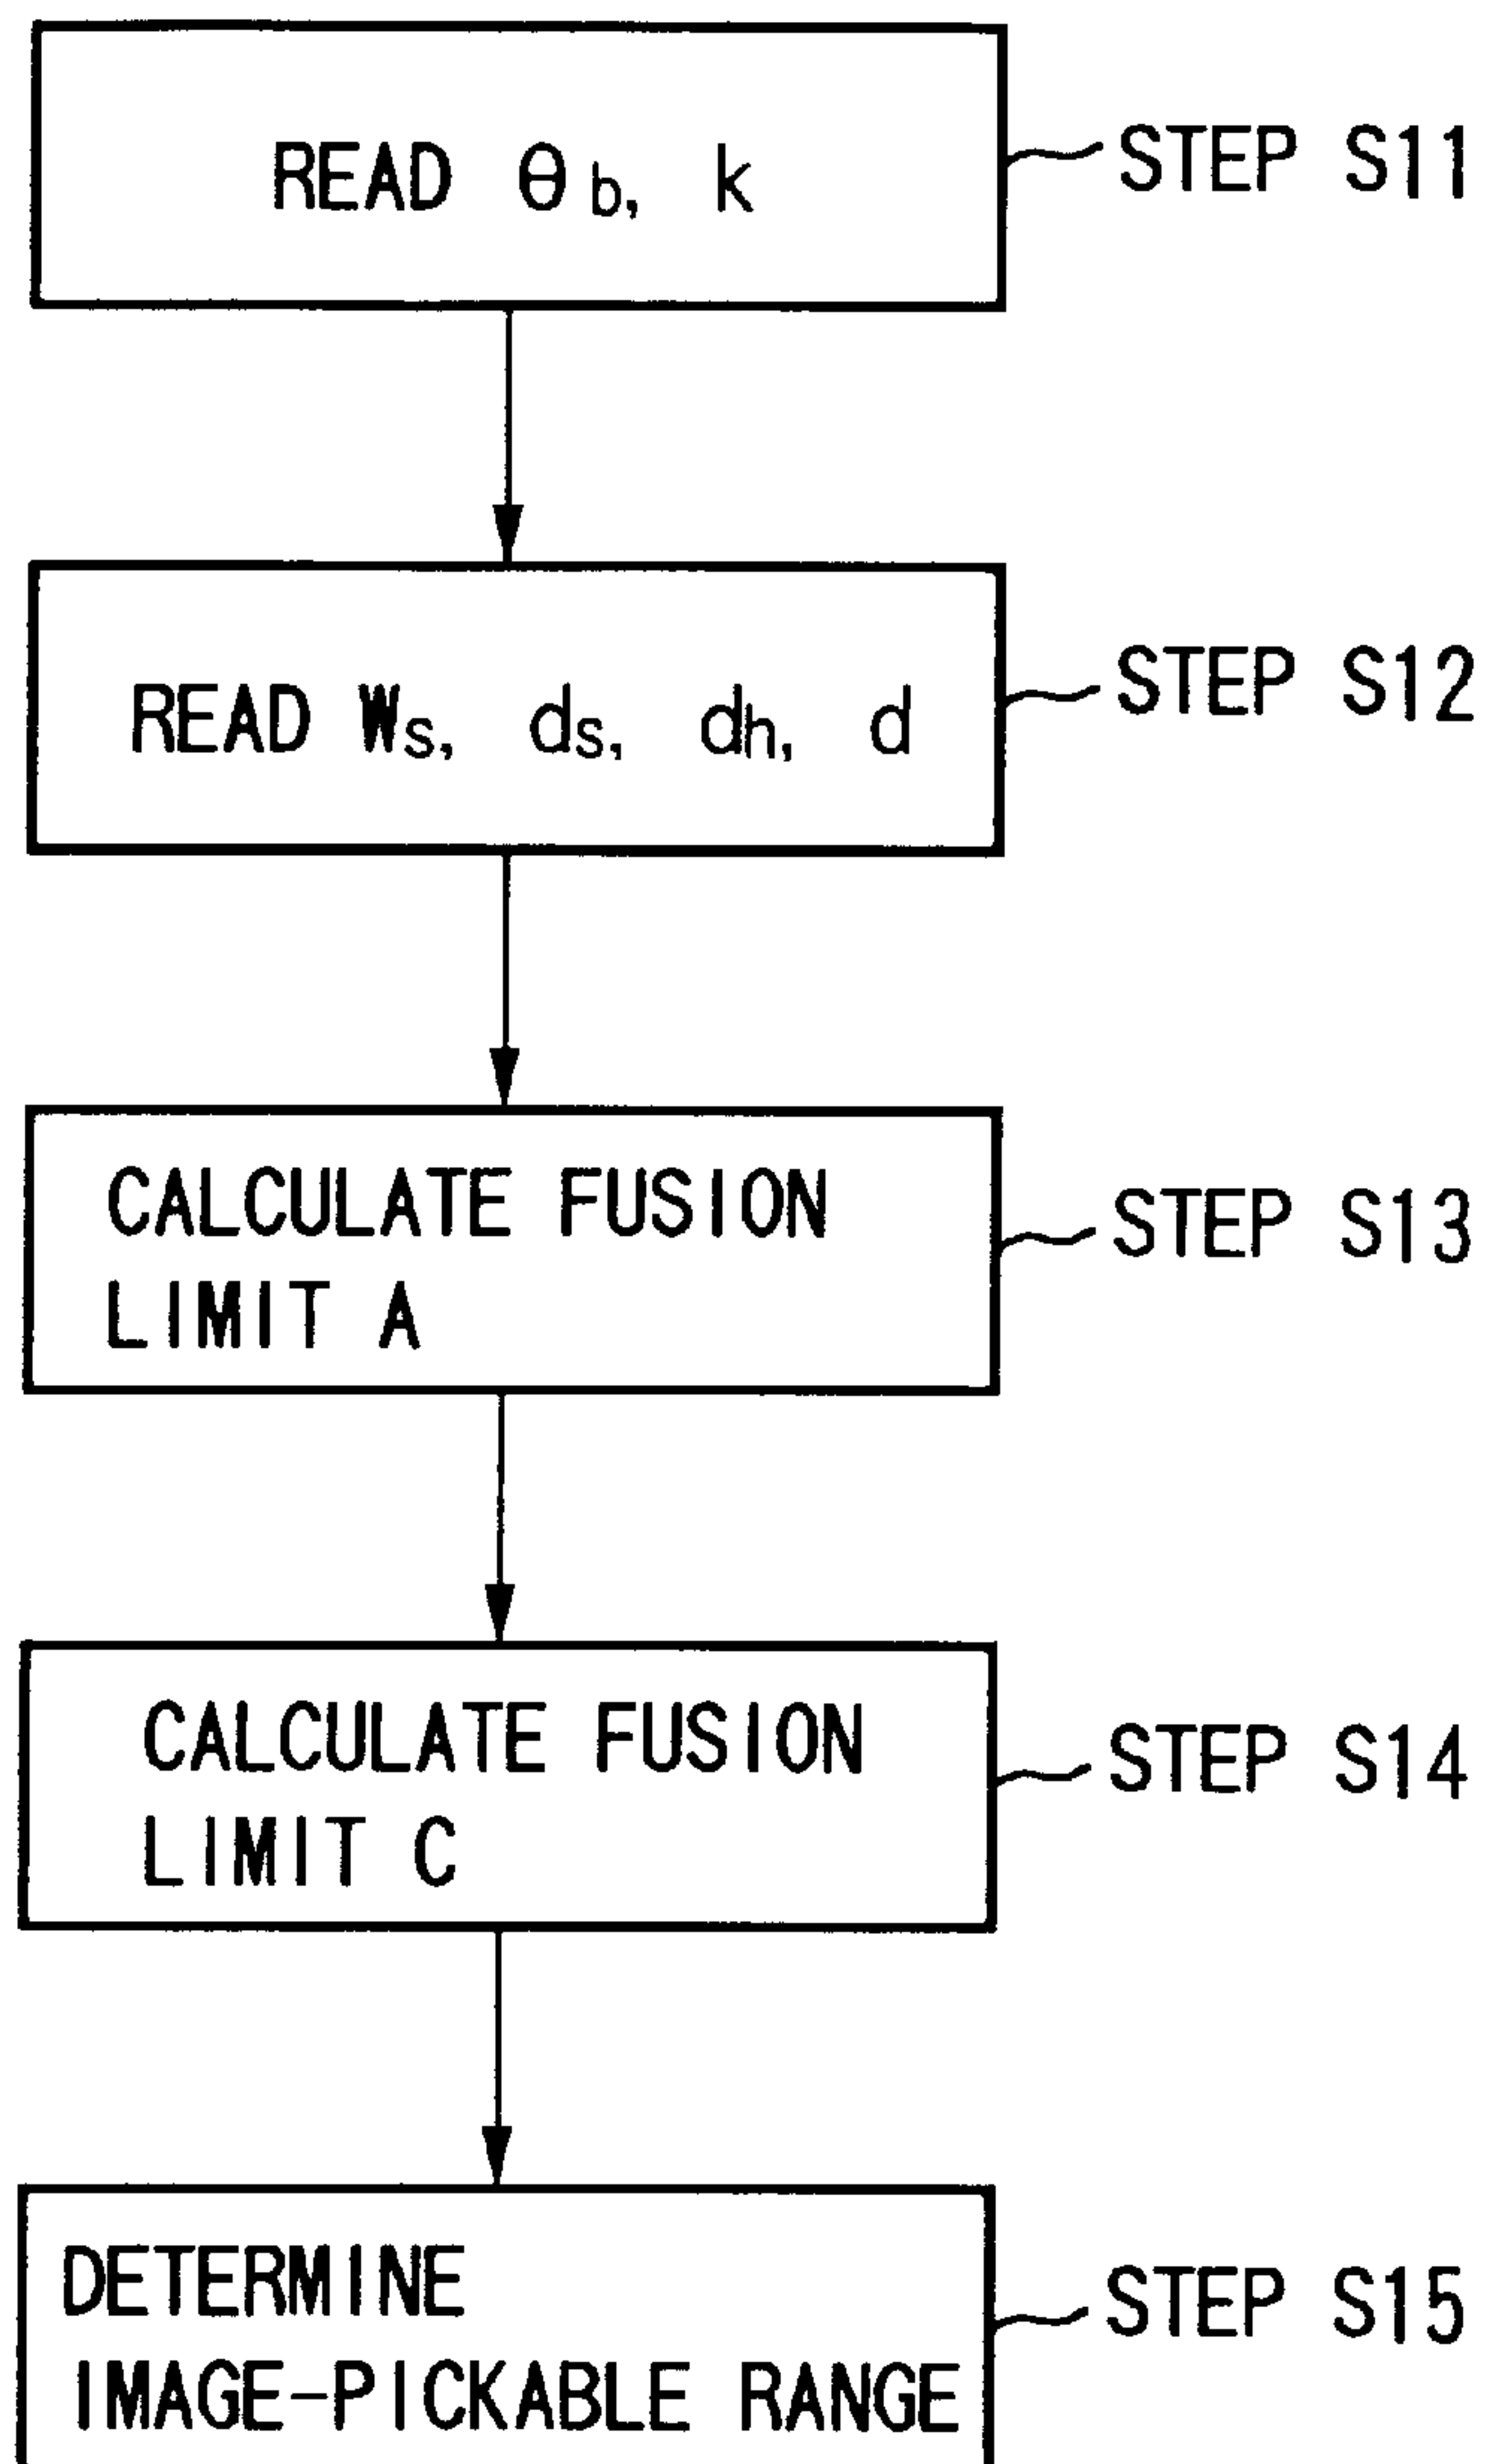 READ θb, k
STEP S11
READ Ws, ds, dh, d
STEP S12
CALCULATE FUSION
LIMIT A
STEP S13
CALCULATE FUSION
LIMIT C
STEP S14
DETERMINE
IMAGE-PICKABLE RANGE
STEP S15